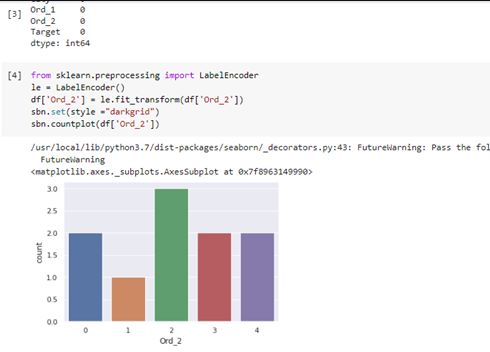 [3]
Ord_1 0
Ord_2 0
Target 0
dtype: int64
[4] from sklearn.preprocessing import LabelEncoder
le = LabelEncoder()
df['Ord_2'] = le.fit_transform(df['Ord_2'])
sbn.set(style ="darkgrid")
sbn.countplot(df['Ord_2'])
/usr/local/lib/python3.7/dist-packages/seaborn/_decorators.py:43: FutureWarning: Pass the fol
FutureWarning
<matplotlib.axes._subplots.AxesSubplot at 0x7f8963149990>
3.0
2.5
2.0
1.5
1.0
0.5
0.0
count
0 1 2 3 4
Ord_2